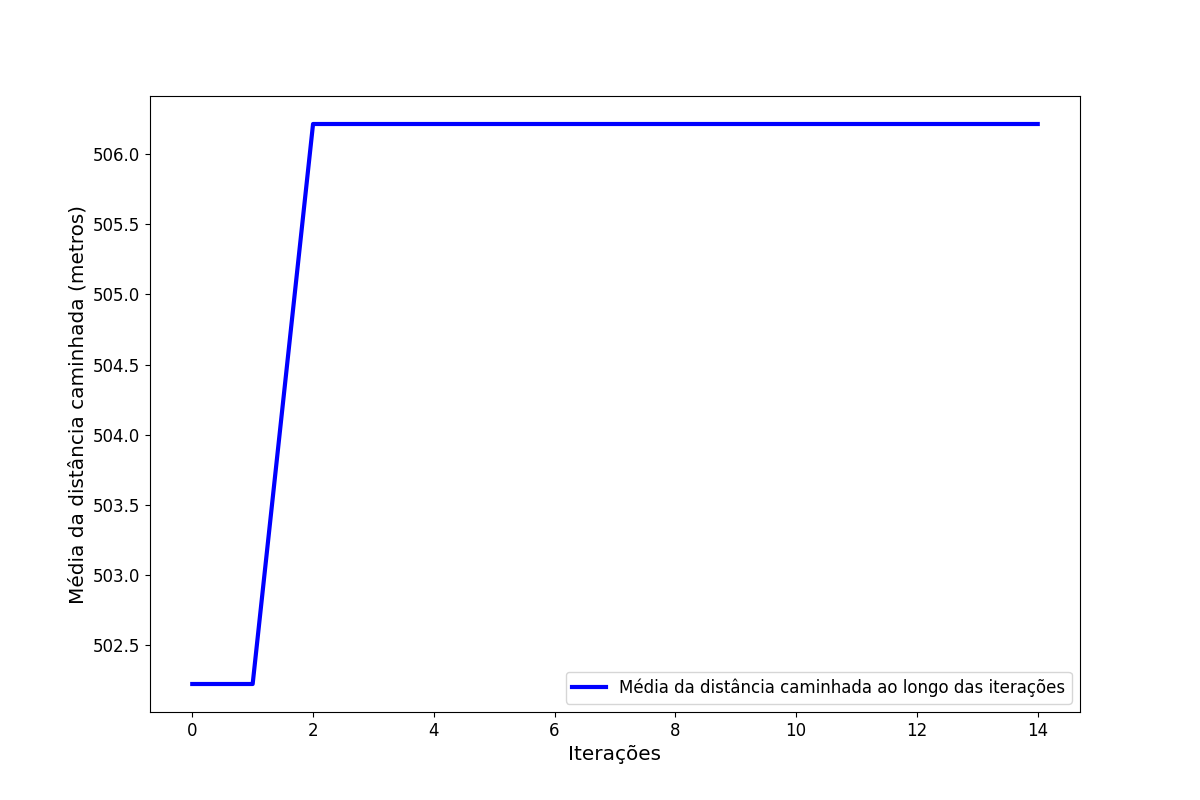 Média da distância caminhada (metros)
506.0
505.5
505.0
504.5
504.0
503.5
503.0
502.5
Média da distância caminhada ao longo das iterações
0 2 4 6 8 10 12 14
Iterações